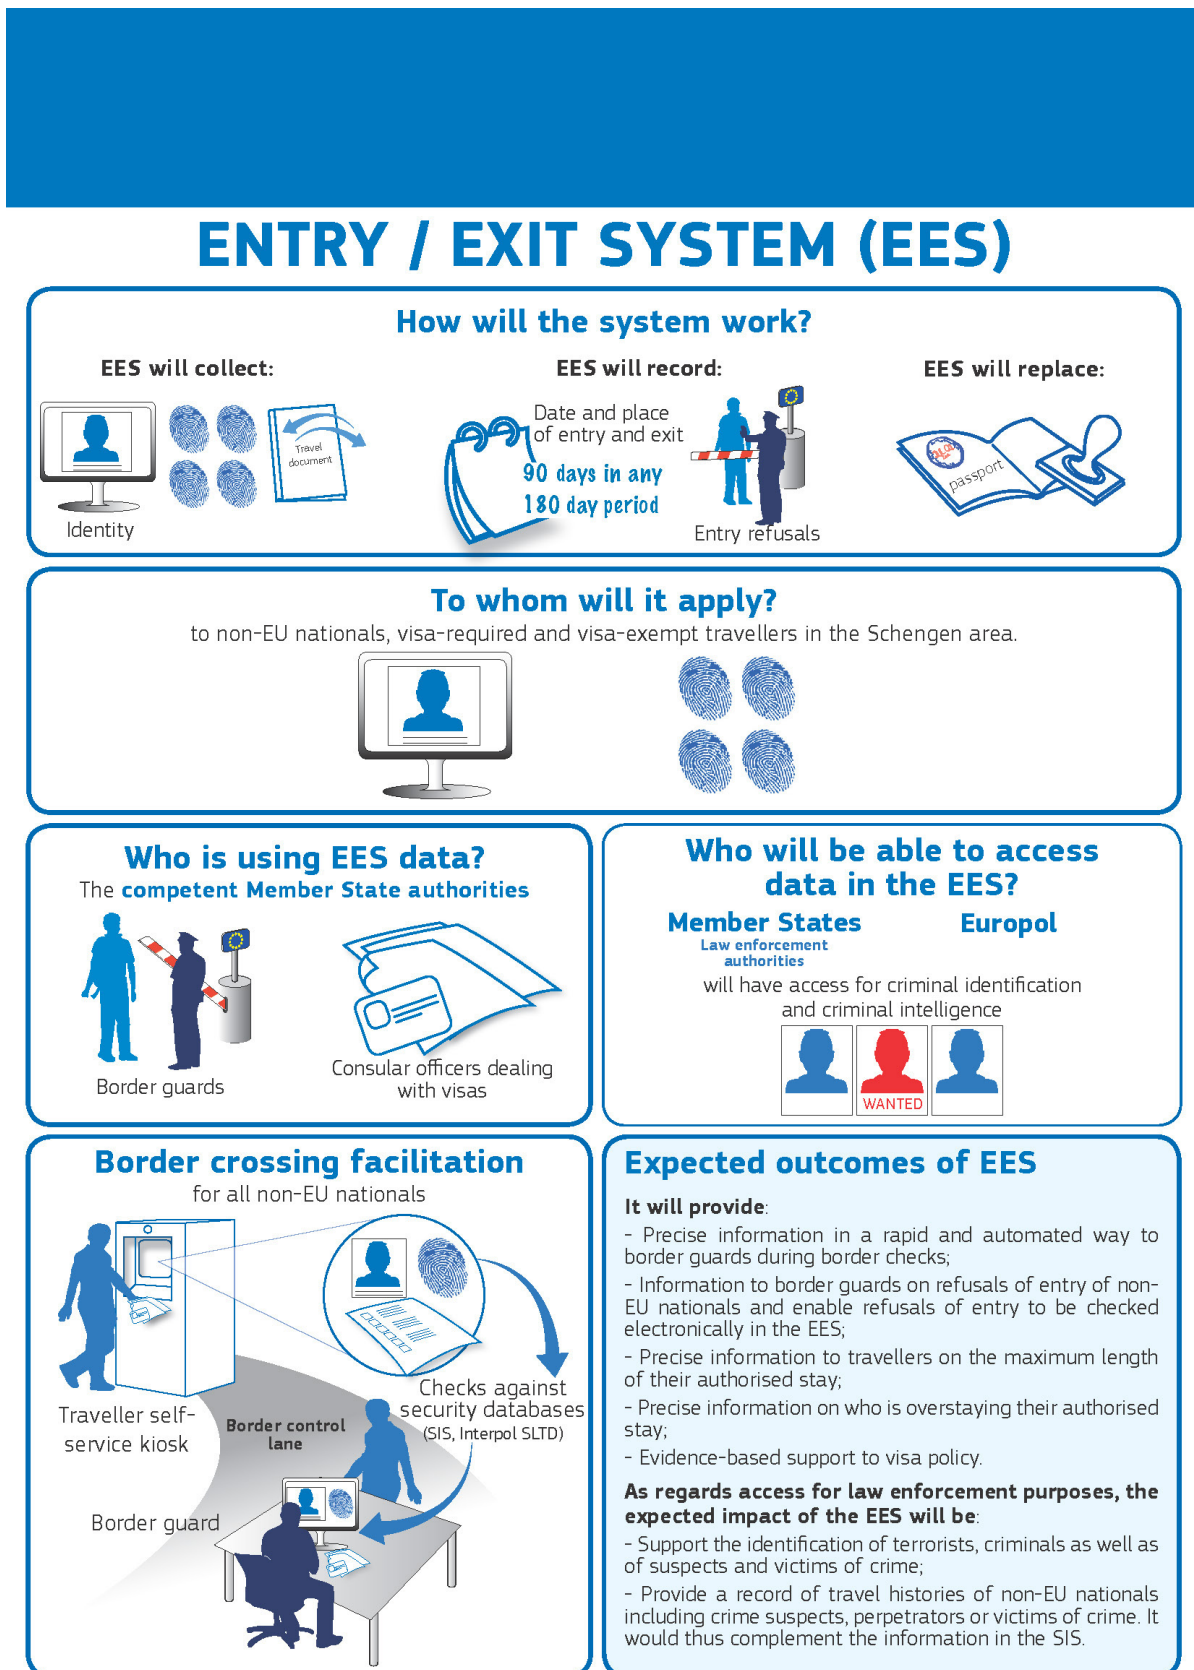 ENTRY / EXIT SYSTEM (EES)
How will the system work?
EES will collect:
Travel
document
Identity
EES will record:
Date and place
of entry and exit
90 days in any
180 day period
Entry refusals
EES will replace:
passport
To whom will it apply?
to non-EU nationals, visa-required and visa-exempt travellers in the Schengen area.
Who is using EES data?
The competent Member State authorities
Border guards
Consular officers dealing
with visas
Who will be able to access
data in the EES?
Member States
Law enforcement
authorities
Europol
will have access for criminal identification
and criminal intelligence
WANTED
Border crossing facilitation
for all non-EU nationals
Traveller self-
service kiosk
Checks against
security databases
(SIS, Interpol SLTD)
Border control
lane
Border guard
Expected outcomes of EES
It will provide:
- Precise information in a rapid and automated way to
border guards during border checks;
- Information to border guards on refusals of entry of non-
EU nationals and enable refusals of entry to be checked
electronically in the EES;
- Precise information to travellers on the maximum length
of their authorised stay;
- Precise information on who is overstaying their authorised
stay;
- Evidence-based support to visa policy.
As regards access for law enforcement purposes, the
expected impact of the EES will be:
- Support the identification of terrorists, criminals as well as
of suspects and victims of crime;
- Provide a record of travel histories of non-EU nationals
including crime suspects, perpetrators or victims of crime. It
would thus complement the information in the SIS.